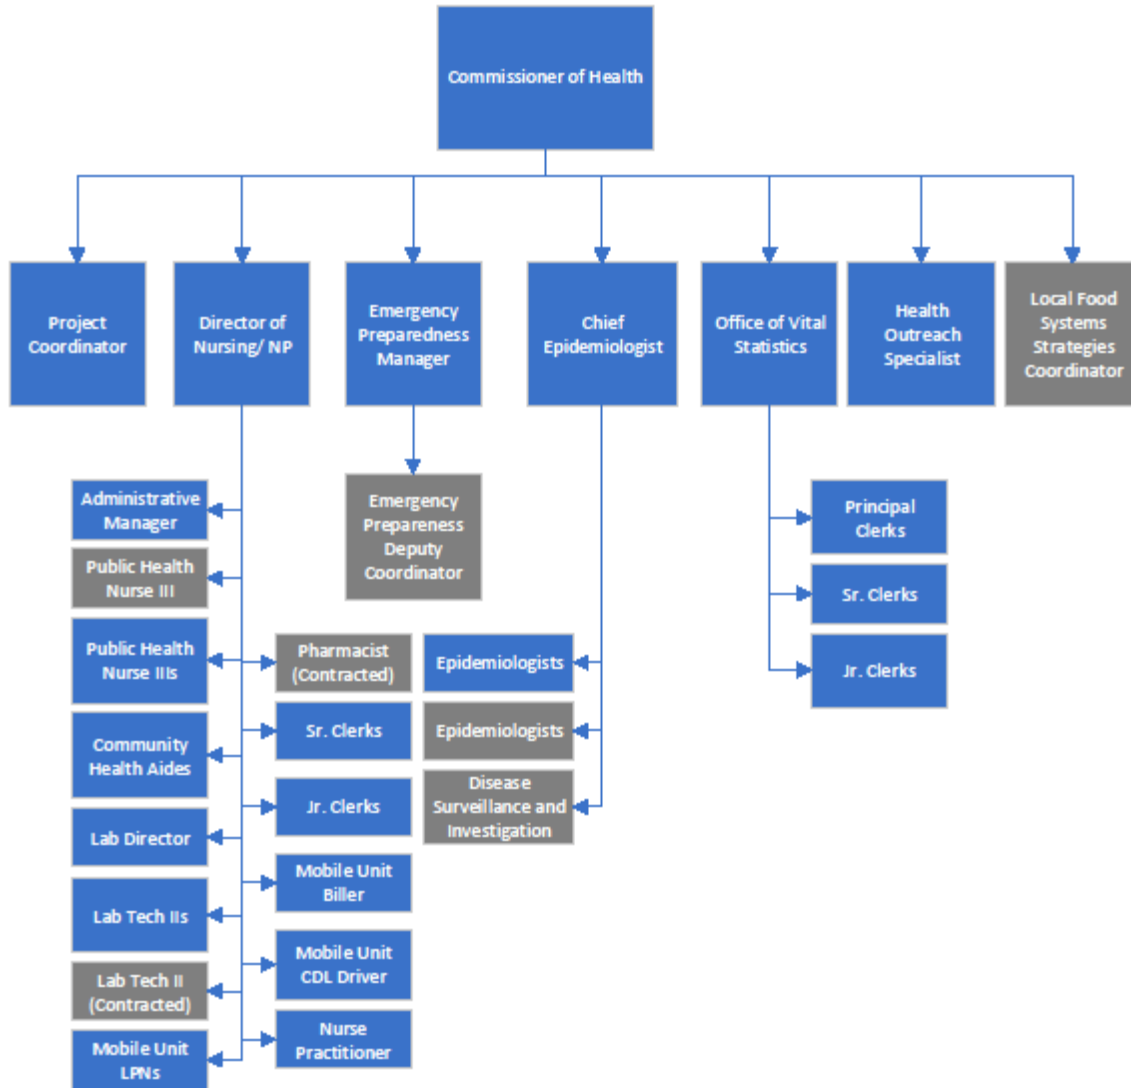 Commissioner of Health
Project
Coordinator
Director of
Nursing/ NP
Emergency
Preparedness
Manager
Chief
Epidemiologist
Office of Vital
Statistics
Health
Outreach
Specialist
Local Food
Systems
Strategies
Coordinator
Administrative
Manager
Public Health
Nurse III
Public Health
Nurse IIIs
Community
Health Aides
Lab Director
Lab Tech IIs
Lab Tech II
(Contracted)
Mobile Unit
LPNs
Pharmacist
(Contracted)
Sr. Clerks
Jr. Clerks
Mobile Unit
Biller
Mobile Unit
CDL Driver
Nurse
Practitioner
Emergency
Prepareness
Deputy
Coordinator
Epidemiologists
Epidemiologists
Disease
Surveillance and
Investigation
Principal
Clerks
Sr. Clerks
Jr. Clerks